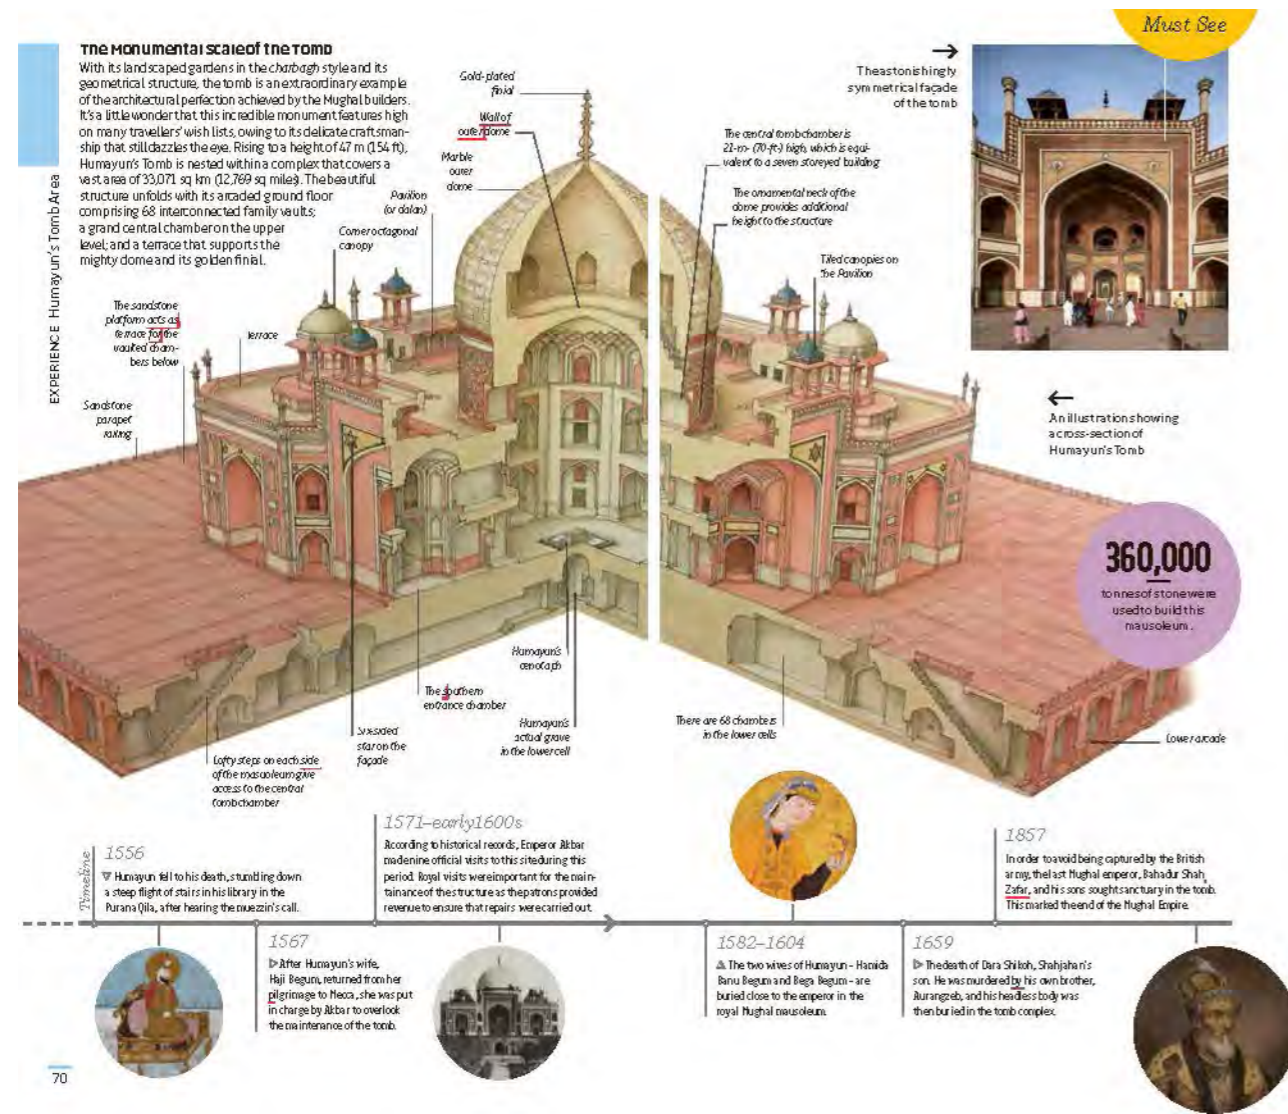 Must See
The Monumental Scale of the Tomb
With its landscaped gardens in the charbagh style and its
geometrical structure, the tomb is an extraordinary example
of the architectural perfection achieved by the Mughal builders.
It's a little wonder that this incredible monument features high
on many travellers' wish lists, owing to its delicate craftsman-
ship that still dazzles the eye. Rising to a height of 47 m (154 ft),
Humayun's Tomb is nested within a complex that covers a
vast area of 33,071 sq km (12,769 sq miles). The beautiful
structure unfolds with its arcaded ground floor
comprising 68 interconnected family vaults;
a grand central chamber on the upper
level; and a terrace that supports the
mighty dome and its golden finial.
EXPERIENCE Humayun's Tomb Area
Gold-plated
finial
Wall of
outer dome
Marble
outer
dome
Pavilion
(or dalan)
Corner octagonal
canopy
The sandstone
platform acts as
terrace for the
vaulted cham-
bers below
terrace
Sandstone
parapet
railing
The central tomb chamber is
21-m- (70-ft-) high, which is equi-
valent to a seven storeyed building
The ornamental neck of the
dome provides additional
height to the structure
Tiled canopies on
the Pavilion
The astonishingly
symmetrical façade
of the tomb
An illustration showing
a cross-section of
Humayun's Tomb
360,000
tonnes of stone were
used to build this
mausoleum.
Humayun's
cenotaph
The southern
entrance chamber
Humayun's
actual grave
in the lower cell
There are 68 chambers
in the lower cells
Lower arcade
Six sided
star on the
façade
Lofty steps on each side
of the masuoleum give
access to the central
tomb chamber
Timeline
1556
Humayun fell to his death, stumbling down
a steep flight of stairs in his library in the
Purana Qila, after hearing the muezzin's call.
1567
After Humayun's wife,
Haji Begum, returned from her
pilgrimage to Mecca, she was put
in charge by Akbar to overlook
the maintenance of the tomb.
1571–early 1600s
According to historical records, Emperor Akbar
made nine official visits to this site during this
period. Royal visits were important for the main-
tainance of the structure as the patrons provided
revenue to ensure that repairs were carried out.
1582–1604
The two wives of Humayun – Hamida
Banu Begum and Bega Begum – are
buried close to the emperor in the
royal Mughal mausoleum.
1659
The death of Dara Shikoh, Shahjahan's
son. He was murdered by his own brother,
Aurangzeb, and his headless body was
then buried in the tomb complex.
1857
In order to avoid being captured by the British
army, the last Mughal emperor, Bahadur Shah
Zafar, and his sons sought sanctuary in the tomb.
This marked the end of the Mughal Empire.
70